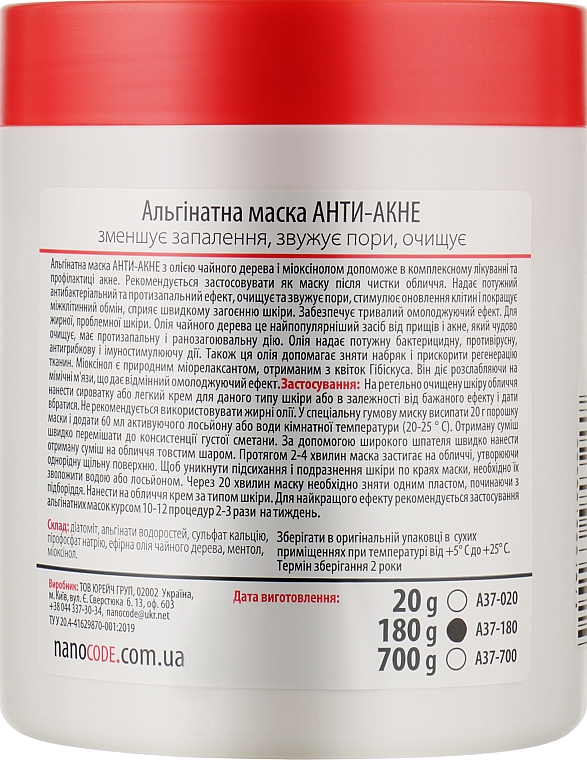 Альгінатна маска АНТИ-АКНЕ
зменшує запалення, звужує пори, очищує
Альгінатна маска АНТИ-АКНЕ з олією чайного дерева і міоксінолом допоможе в комплексному лікуванні та
профілактиці акне. Рекомендується застосовувати як маску після чистки обличчя. Надає потужний
антибактеріальний та протизапальний ефект, очищує та звужує пори, стимулює оновлення клітин і покращує
міжклітинний обмін, сприяє швидкому загоєнню шкіри. Забезпечує тривалий омолоджуючий ефект. Для
жирної, проблемної шкіри. Олія чайного дерева це найпопулярніший засіб від прищів і акне, який чудово
очищує, має протизапальну і ранозагоювальну дію. Олія надає потужну бактерицидну, противірусну,
антигрибкову і імуностимулюючу дії. Також ця олія допомагає зняти набряк і прискорити регенерацію
тканин. Міоксінол є природним міорелаксантом, отриманим з квіток Гібіскуса. Він діє розслабляючи на
мімічні м'язи, що дає відмінний омолоджуючий ефект. Застосування: На ретельно очищену шкіру обличчя
нанести сироватку або легкий крем для даного типу шкіри або в залежності від бажаного ефекту і дати
вбратися. Не рекомендується використовувати жирні олії. У спеціальну гумову миску висипати 20 г порошку
маски і додати 60 мл активуючого лосьйону або води кімнатної температури (20-25 ° С). Отриману суміш
швидко перемішати до консистенції густої сметани. За допомогою широкого шпателя швидко нанести
отриману суміш на обличчя товстим шаром. Протягом 2-4 хвилин маска застигає на обличчі, утворюючи
однорідну щільну поверхню. Щоб уникнути підсихання і подразнення шкіри по краях маски, необхідно їх
зволожити водою або лосьйоном. Через 20 хвилин маску необхідно зняти одним пластом, починаючи з
підборіддя. Нанести на обличчя крем за типом шкіри. Для найкращого ефекту рекомендується застосування
альгінатних масок курсом 10-12 процедур 2-3 рази на тиждень.
Склад: діатоміт, альгінати водоростей, сульфат кальцію,
пірофосфат натрію, ефірна олія чайного дерева, ментол,
міоксінол.
Зберігати в оригінальній упаковці в сухих
приміщеннях при температурі від +5° С до +25°С.
Термін зберігання 2 роки
Виробник: ТОВ ЮРЕЙЧ ГРУП, 02002 Україна,
м. Київ, вул. Є. Сверстюка б. 13, оф. 603
+38 044 337-30-34, nanocode@ukr.net
ТУ У 20.4-41629870-001:2019
nanoCODE.com.ua
Дата виготовлення:
20 g А37-020
180 g А37-180
700 g А37-700